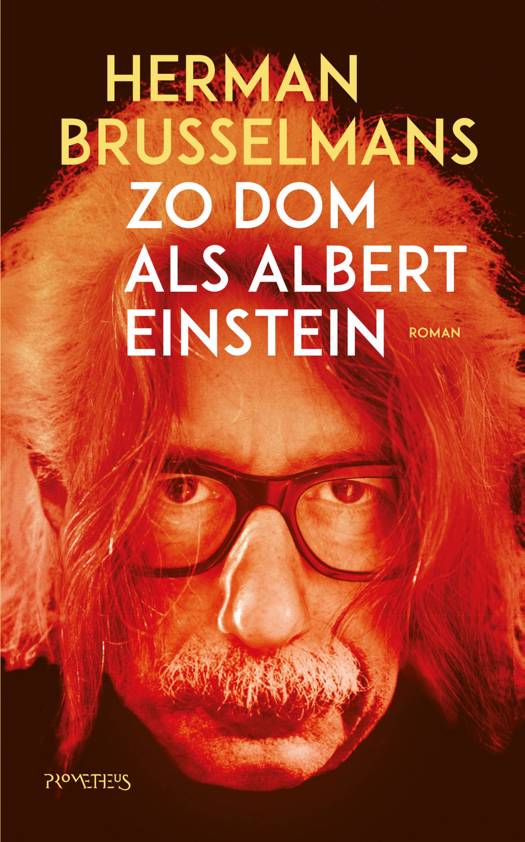 HERMAN
BRUSSELMANS
ZO DOM
ALS ALBERT
EINSTEIN
ROMAN
PROMETHEUS